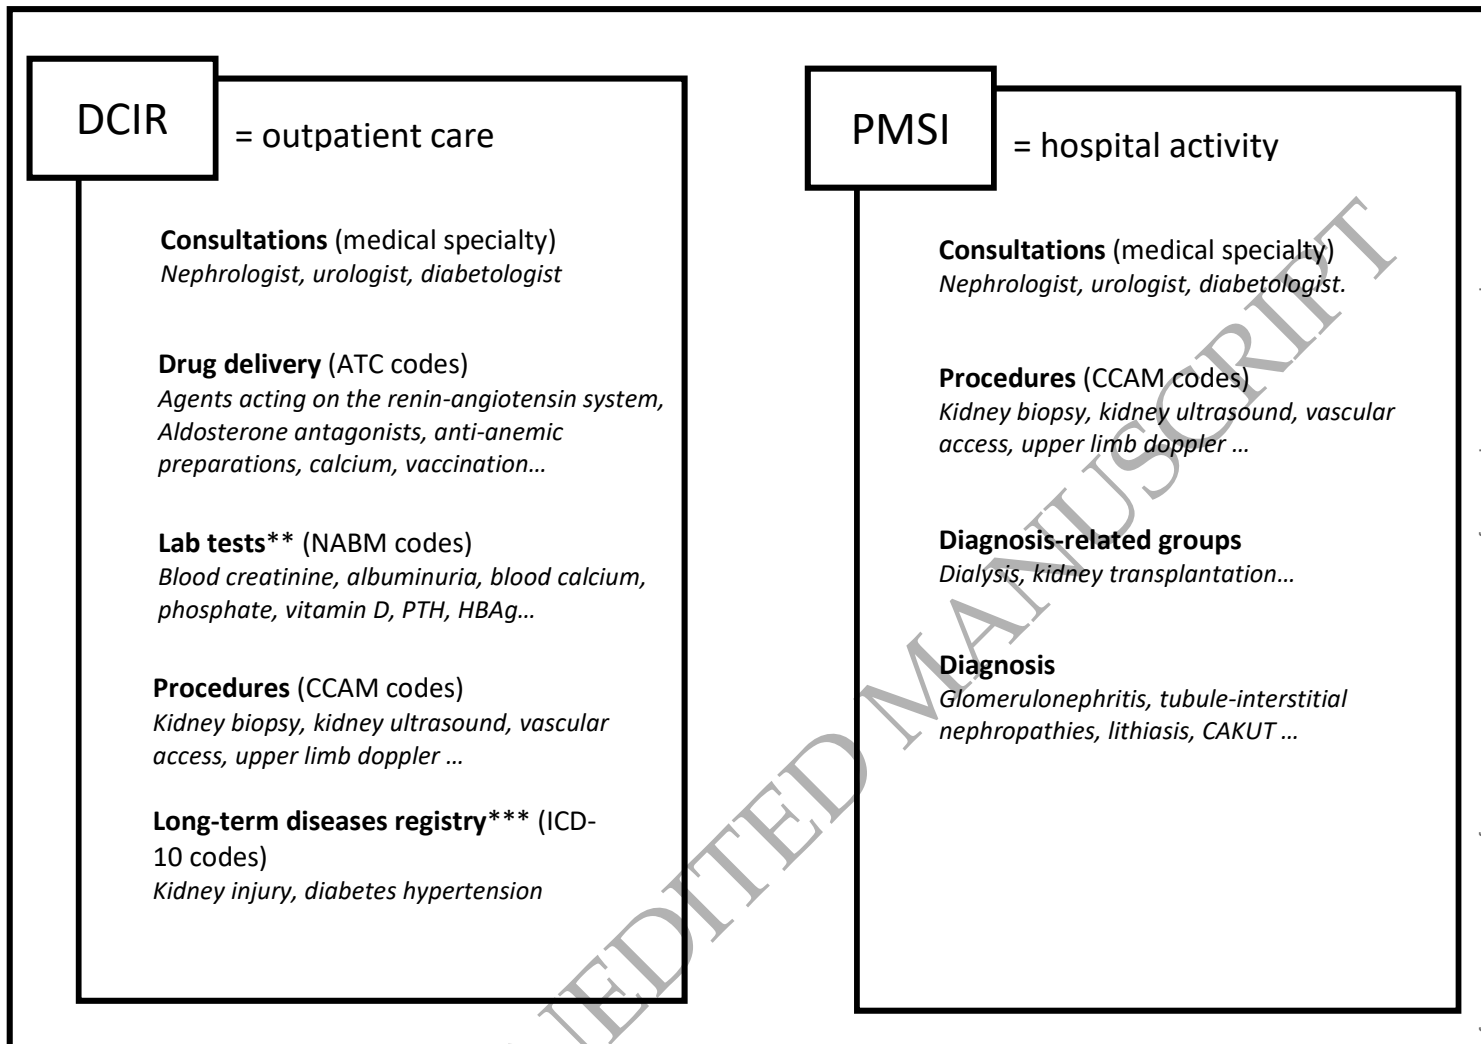 DCIR
= outpatient care
Consultations (medical specialty)
Nephrologist, urologist, diabetologist
Drug delivery (ATC codes)
Agents acting on the renin-angiotensin system,
Aldosterone antagonists, anti-anemic
preparations, calcium, vaccination…
Lab tests** (NABM codes)
Blood creatinine, albuminuria, blood calcium,
phosphate, vitamin D, PTH, HBAg…
Procedures (CCAM codes)
Kidney biopsy, kidney ultrasound, vascular
access, upper limb doppler …
Long-term diseases registry*** (ICD-
10 codes)
Kidney injury, diabetes hypertension
PMSI
= hospital activity
Consultations (medical specialty)
Nephrologist, urologist, diabetologist.
Procedures (CCAM codes)
Kidney biopsy, kidney ultrasound, vascular
access, upper limb doppler …
Diagnosis-related groups
Dialysis, kidney transplantation…
Diagnosis
Glomerulonephritis, tubule-interstitial
nephropathies, lithiasis, CAKUT …
NEDITED MANUSCRIPT